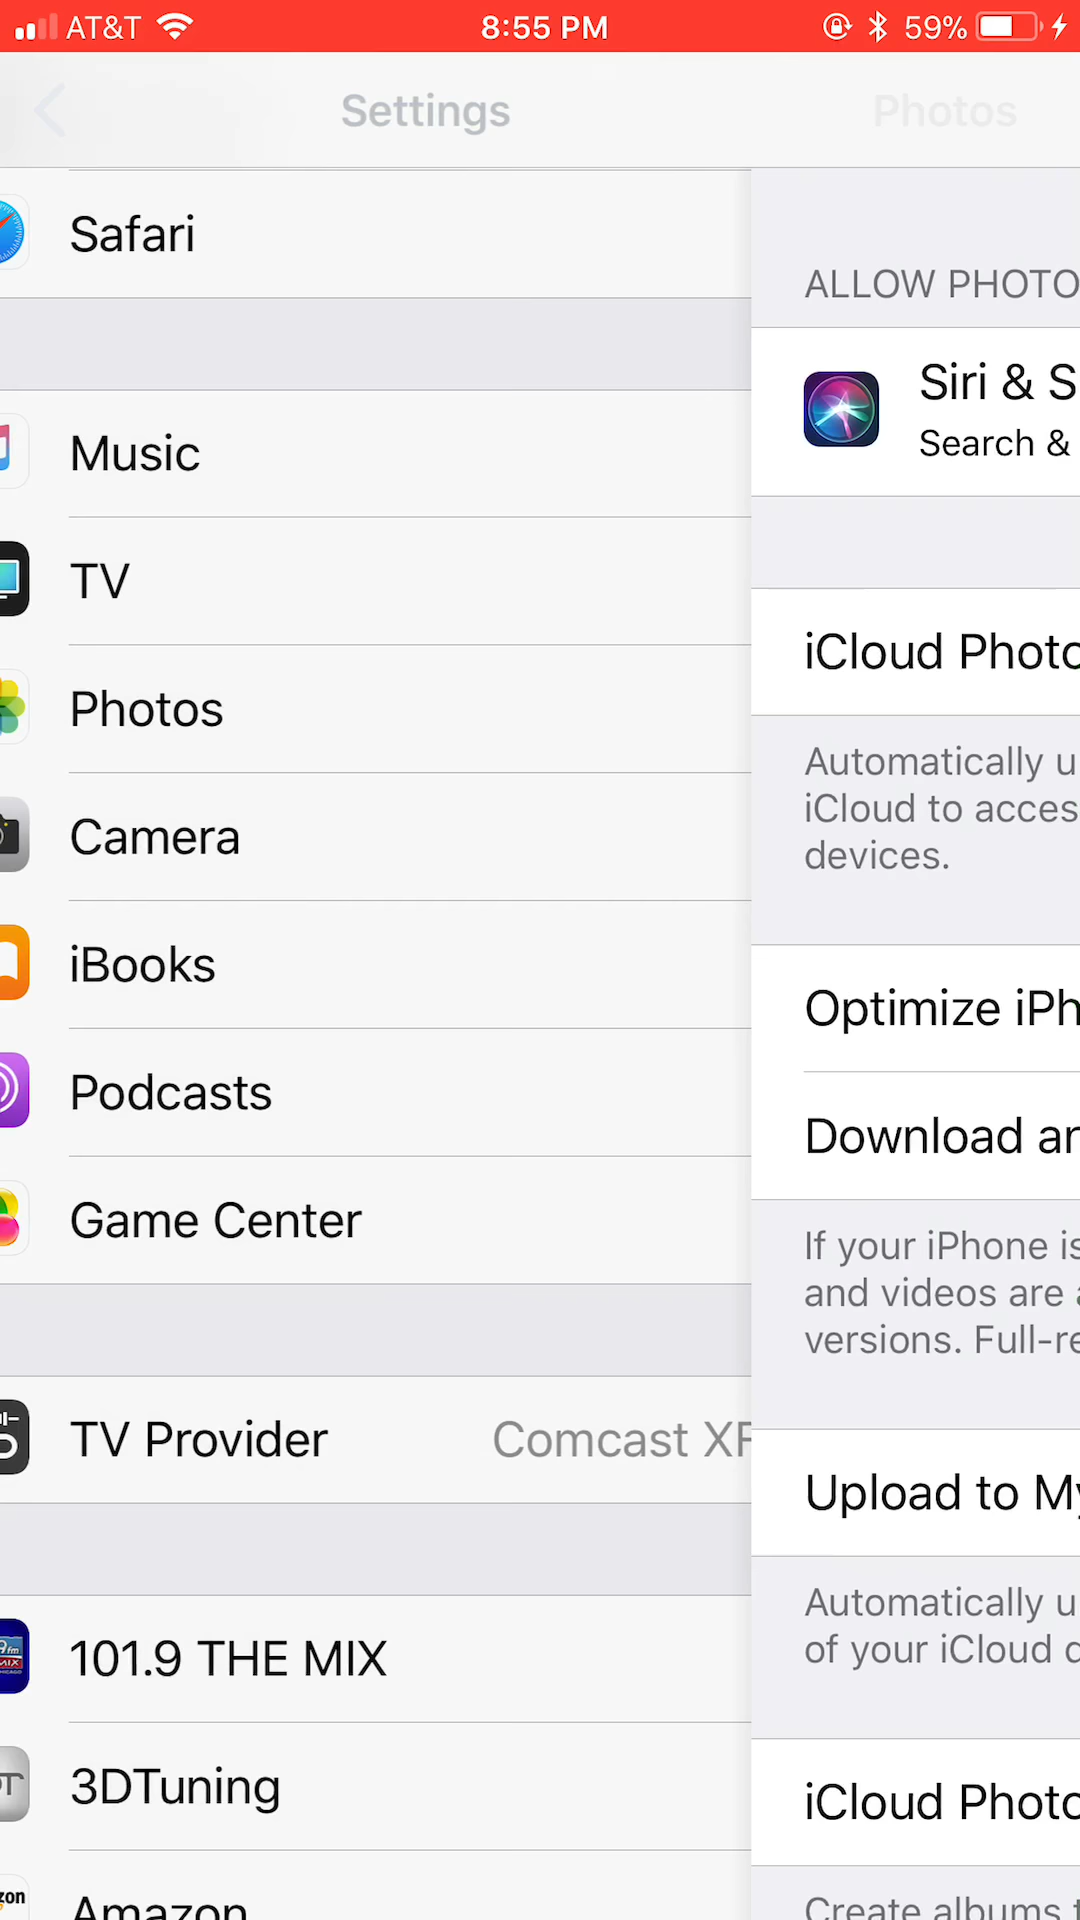 AT&T 8:55 PM 59%
Settings Photos
Safari
Music
TV
Photos
Camera
iBooks
Podcasts
Game Center
TV Provider Comcast XF
101.9 THE MIX
3DTuning
Amazon
ALLOW PHOTO
Siri & S
Search &
iCloud Photo
Automatically u
iCloud to acces
devices.
Optimize iPh
Download an
If your iPhone is
and videos are a
versions. Full-re
Upload to My
Automatically u
of your iCloud d
iCloud Photo
Create albums t